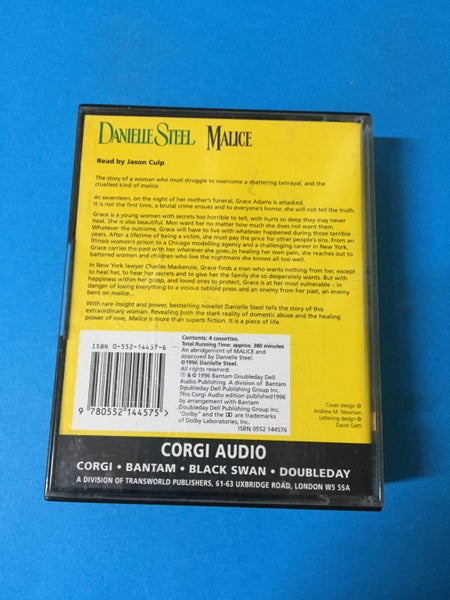 DANIELLE STEEL MALICE
Read by Jason Culp
The story of a woman who must struggle to overcome a shattering betrayal, and the
cruellest kind of malice.
At seventeen, on the night of her mother's funeral, Grace Adams is attacked.
It is not the first time, a brutal crime ensues and to everyone's horror, she will not tell the truth.
Grace is a young woman with secrets too horrible to tell, with hurts so deep they may never
heal. She is also beautiful. Men want her no matter how much she does not want them.
Whatever the outcome, Grace will have to live with whatever happened during those terrible
years. After a lifetime of being a victim, she must pay the price for other people's sins. From an
Illinois women's prison to a Chicago modelling agency and a challenging career in New York,
Grace carries the past with her wherever she goes. In healing her own pain, she reaches out to
battered women and children who live the nightmare she knows all too well.
In New York lawyer Charles Mackenzie, Grace finds a man who wants nothing from her, except
to heal her, to hear her secrets and to give her the family she so desperately wants. But with
happiness within her grasp, and loved ones to protect, Grace is at her most vulnerable – in
danger of losing everything to a vicious tabloid press and an enemy from her past, an enemy
bent on malice...
With rare insight and power, bestselling novelist Danielle Steel tells the story of this
extraordinary woman. Revealing both the stark reality of domestic abuse and the healing
power of love, Malice is more than superb fiction. It is a piece of life.
ISBN 0-552-14457-6
9 780552 144575 >
Contents: 4 cassettes.
Total Running Time: approx. 380 minutes
An abridgement of MALICE and
approved by Danielle Steel.
©1996 Danielle Steel.
All rights reserved.
℗ & © 1996 Bantam Doubleday Dell
Audio Publishing. A division of Bantam
Doubleday Dell Publishing Group Inc.
This Corgi Audio edition published 1996
by arrangement with Bantam
Doubleday Dell Publishing Group Inc.
"Dolby" and the are trademarks
of Dolby Laboratories, Inc.
ISBN 0552 144576
Cover design ©
Andrew M. Newman
Lettering design ©
David Gatti
CORGI AUDIO
CORGI • BANTAM • BLACK SWAN • DOUBLEDAY
A DIVISION OF TRANSWORLD PUBLISHERS, 61-63 UXBRIDGE ROAD, LONDON W5 5SA